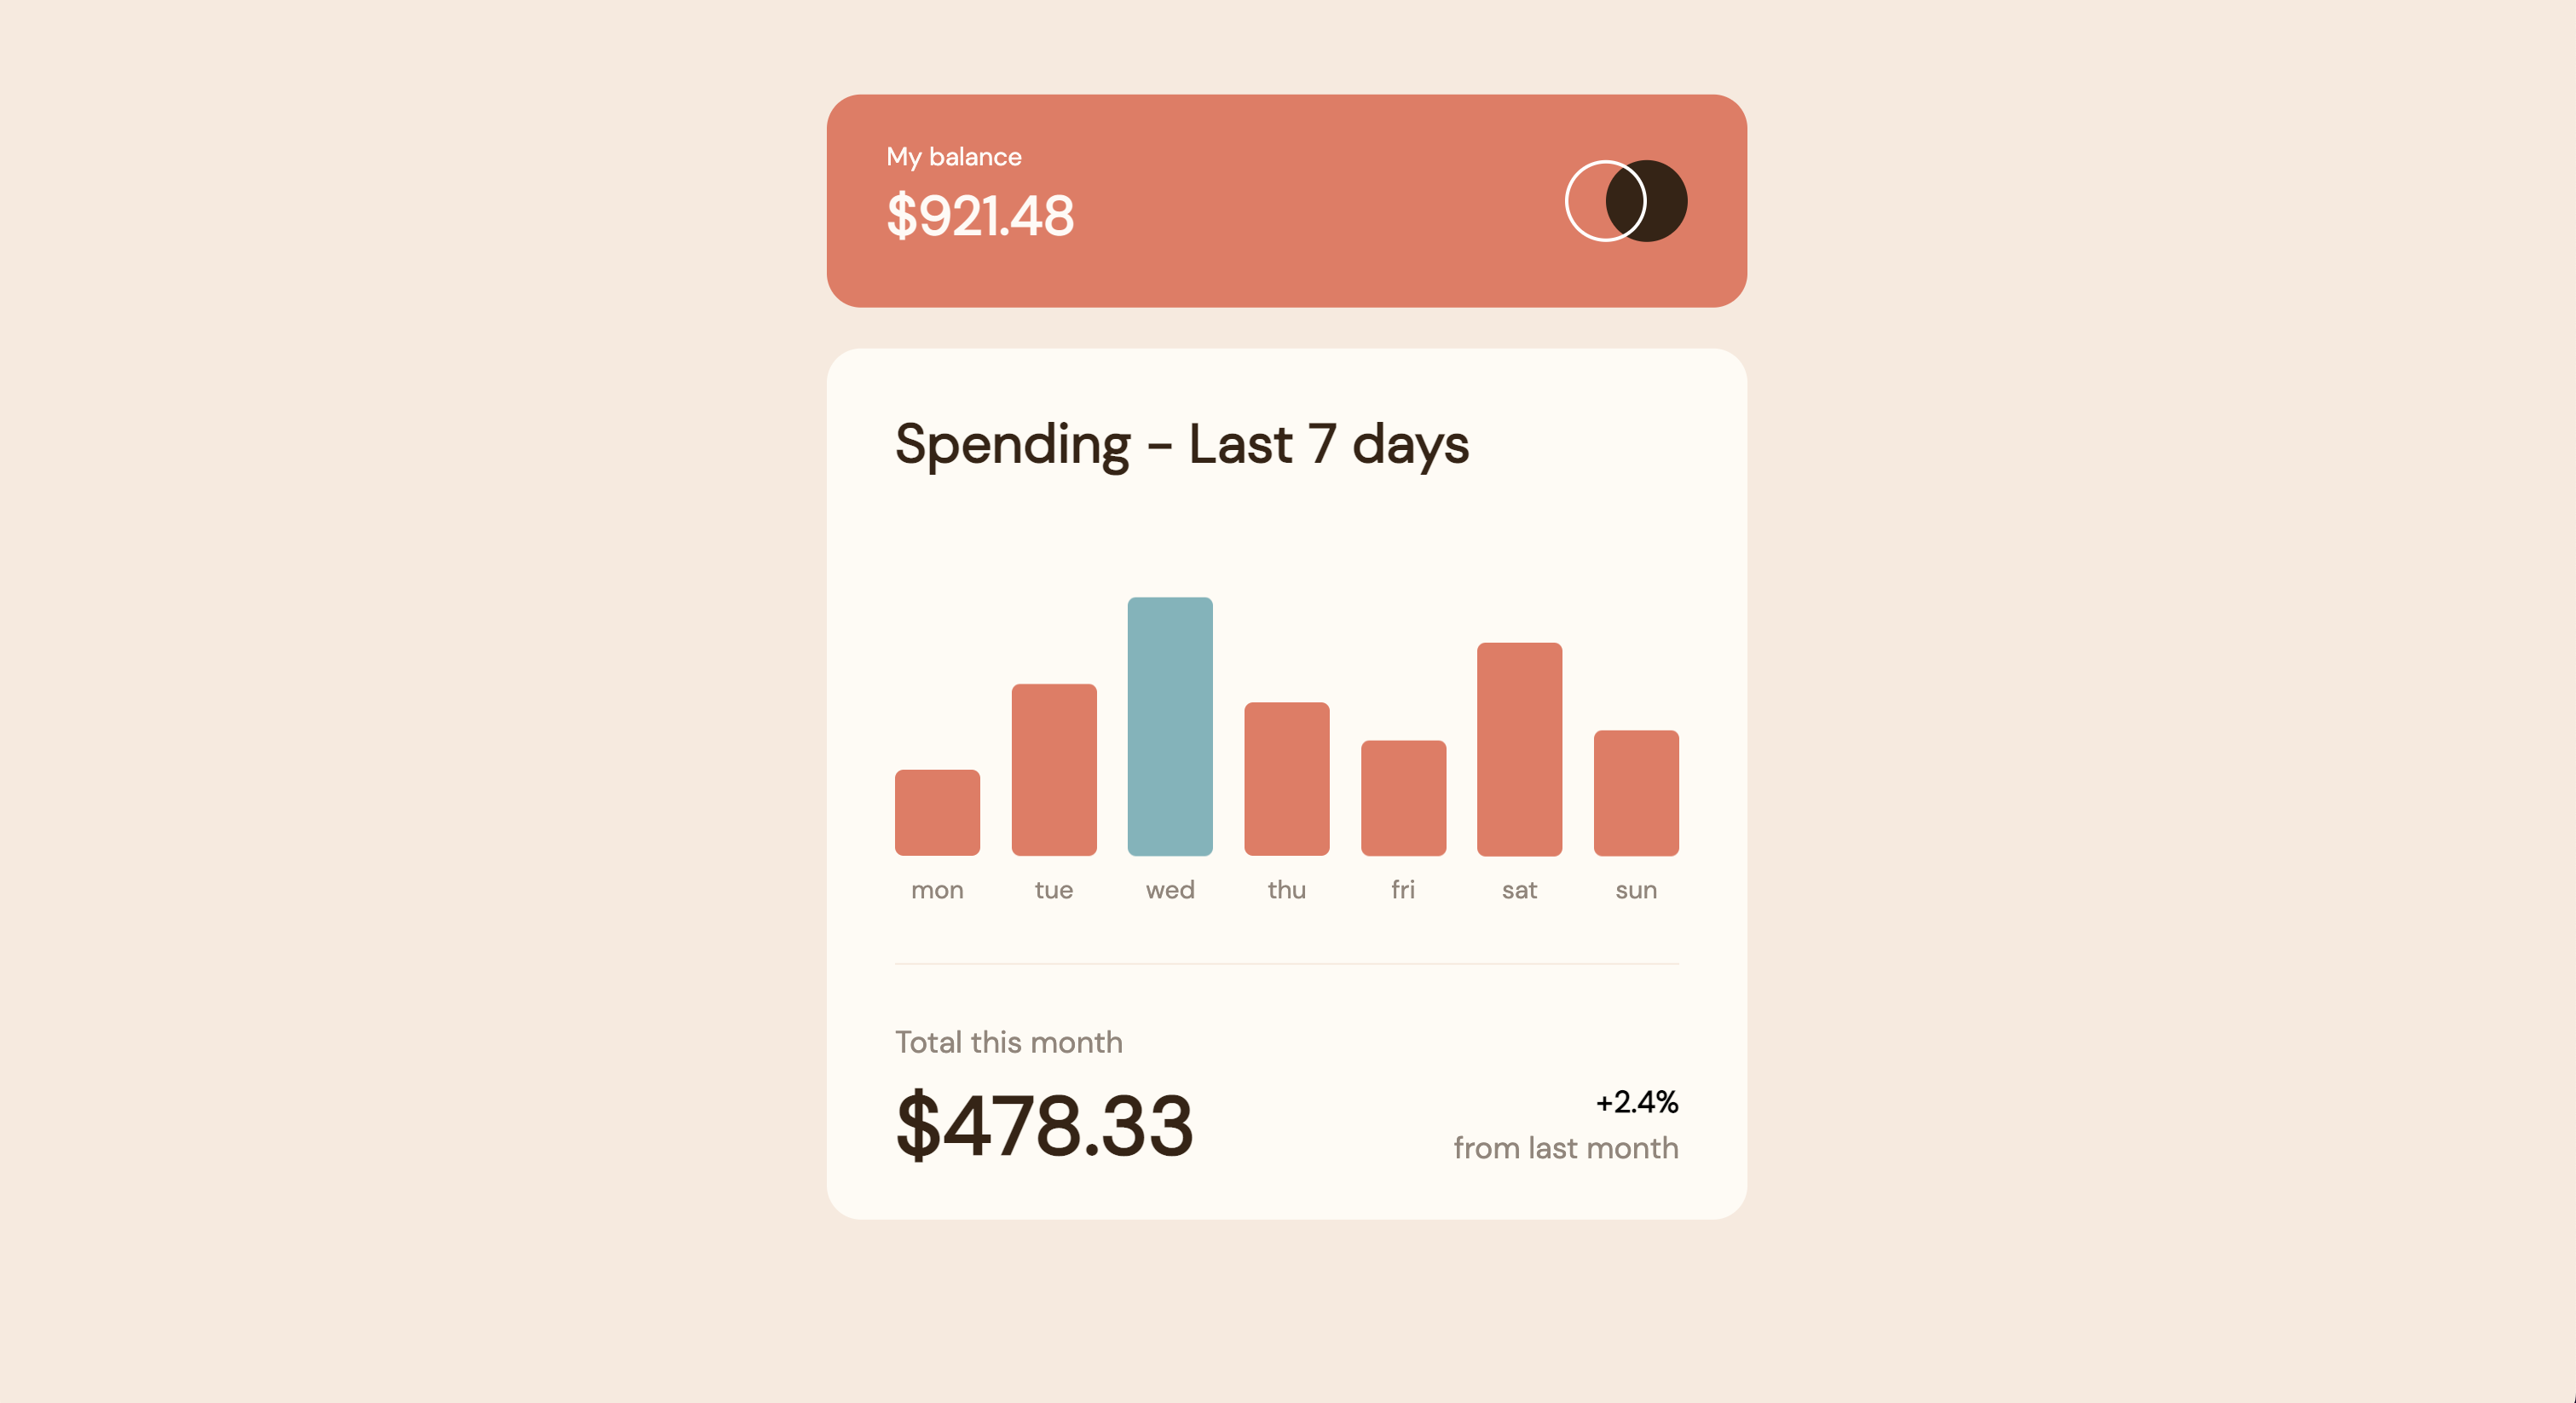 My balance
$921.48
Spending - Last 7 days
mon tue wed thu fri sat sun
Total this month
$478.33
+2.4%
from last month